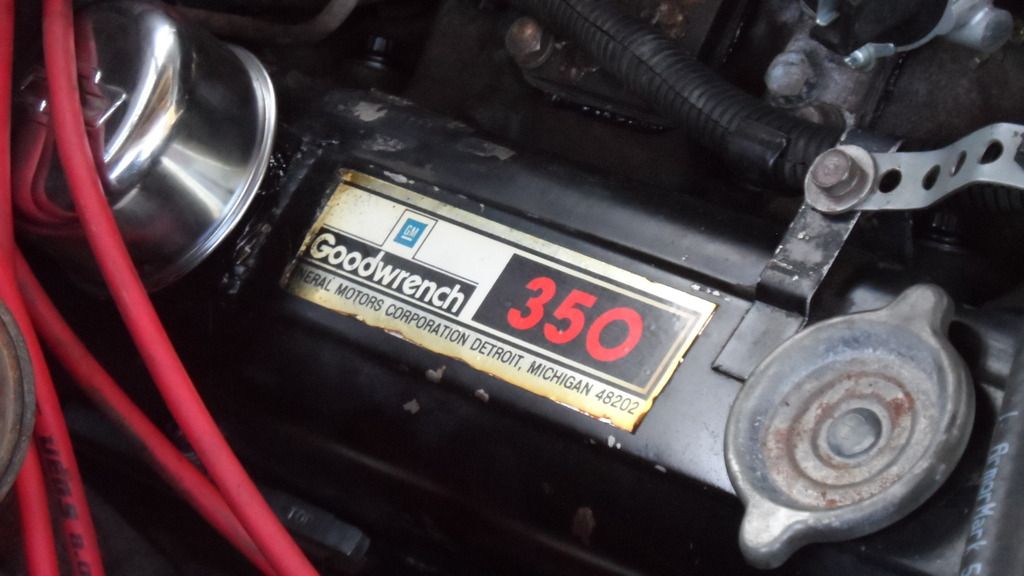 GM
Goodwrench
350
NERAL MOTORS CORPORATION DETROIT, MICHIGAN 48202